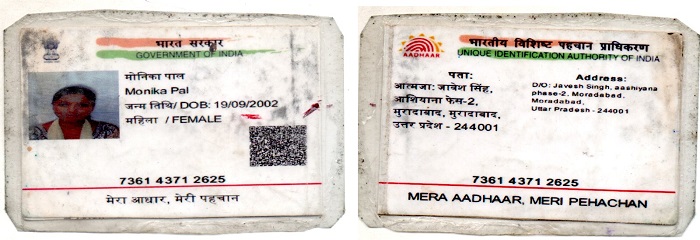 भारत सरकार
GOVERNMENT OF INDIA
मोनिका पाल
Monika Pal
जन्म तिथि/ DOB: 19/09/2002
महिला / FEMALE
7361 4371 2625
मेरा आधार, मेरी पहचान
AADHAAR
भारतीय विशिष्ट पहचान प्राधिकरण
UNIQUE IDENTIFICATION AUTHORITY OF INDIA
पता:
आत्मजा: जावेश सिंह,
आशियाना फेस-2,
मुरादाबाद, मुरादाबाद,
उत्तर प्रदेश - 244001
Address:
D/O: Javesh Singh, aashiyana
phase-2, Moradabad,
Moradabad,
Uttar Pradesh - 244001
7361 4371 2625
MERA AADHAAR, MERI PEHACHAN